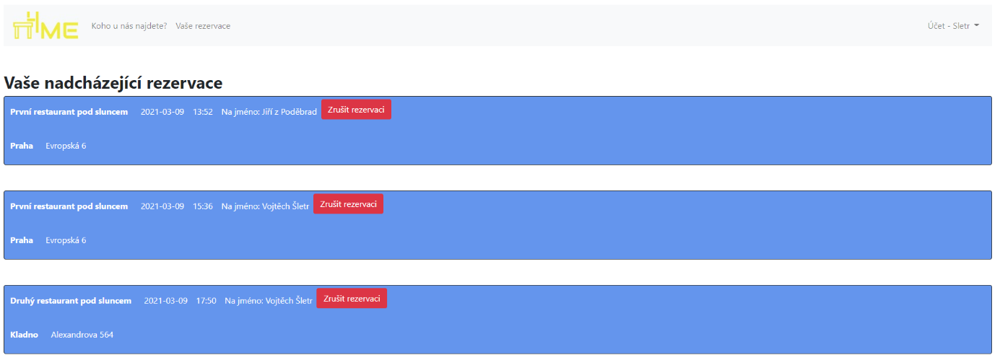 ME Koho u nás najdete? Vaše rezervace Účet - Sletr
Vaše nadcházející rezervace
První restaurant pod sluncem 2021-03-09 13:52 Na jméno: Jiří z Poděbrad Zrušit rezervaci
Praha Evropská 6
První restaurant pod sluncem 2021-03-09 15:36 Na jméno: Vojtěch Šletr Zrušit rezervaci
Praha Evropská 6
Druhý restaurant pod sluncem 2021-03-09 17:50 Na jméno: Vojtěch Šletr Zrušit rezervaci
Kladno Alexandrova 564